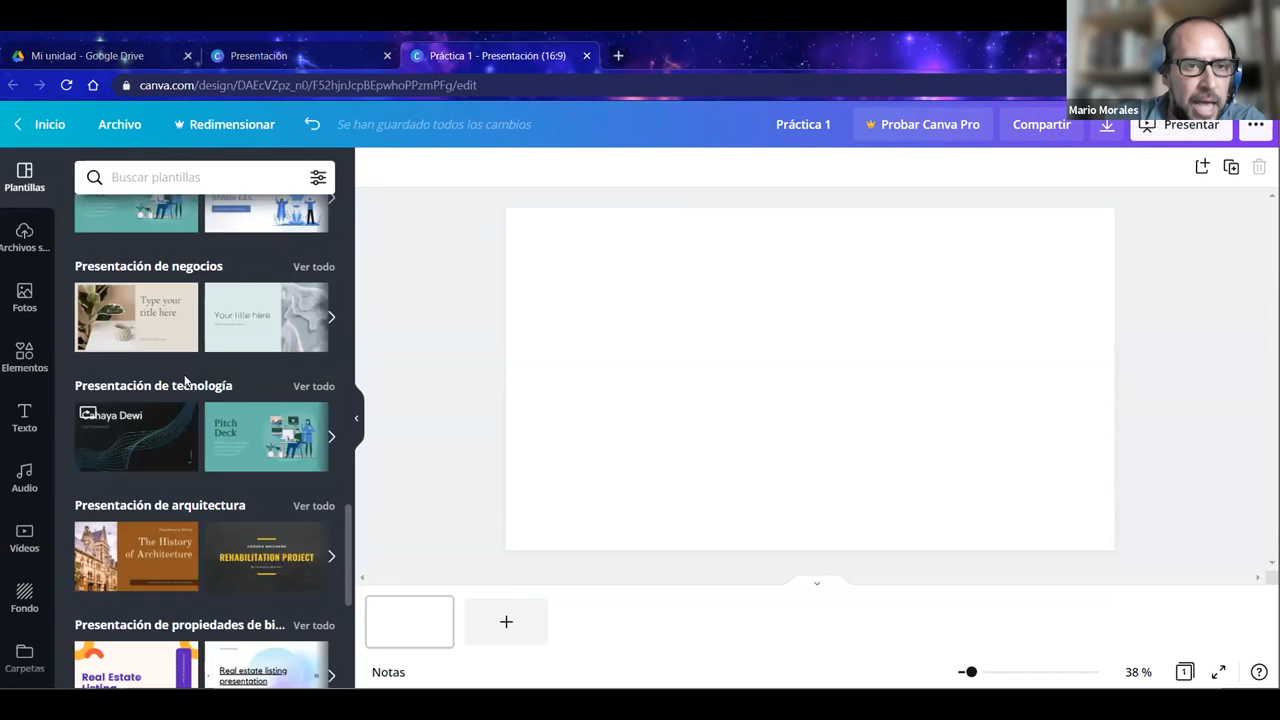 Mi unidad - Google Drive
Presentación
Práctica 1 - Presentación (16:9)
canva.com/design/DAEcVZpz_n0/F52hjnJcpBEpwhoPPzmPFg/edit
Mario Morales
Inicio
Archivo
Redimensionar
Se han guardado todos los cambios
Práctica 1
Probar Canva Pro
Compartir
Presentar
Plantillas
Buscar plantillas
Archivos s...
Fotos
Elementos
Texto
Audio
Vídeos
Fondo
Carpetas
Presentación de negocios
Ver todo
Type your
title here
Your title here
Presentación de tecnología
Ver todo
Cahaya Dewi
Pitch
Deck
Presentación de arquitectura
Ver todo
The History
of Architecture
REHABILITATION PROJECT
Presentación de propiedades de bi...
Ver todo
Real Estate
Listing
Real estate listing
presentation
Notas
38 %
1